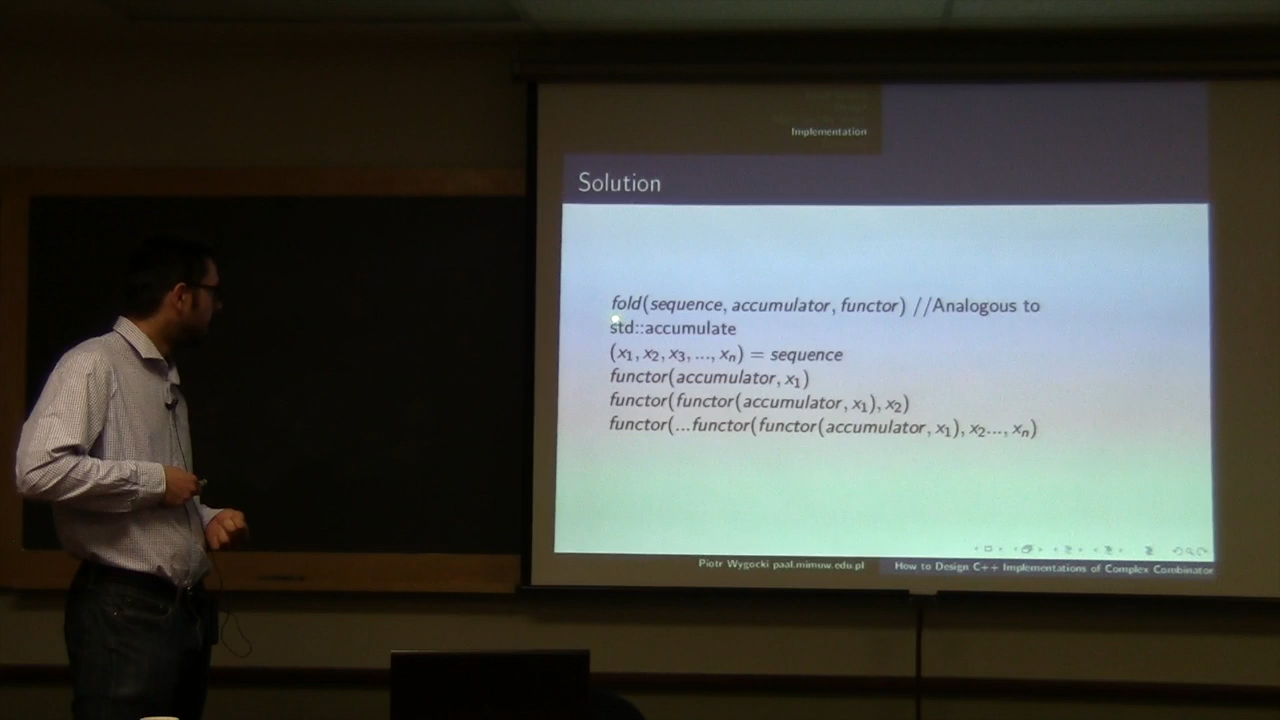 Implementation
Solution
fold(sequence, accumulator, functor) //Analogous to
std::accumulate
(x₁, x₂, x₃, ..., xₙ) = sequence
functor(accumulator, x₁)
functor(functor(accumulator, x₁), x₂)
functor(...functor(functor(accumulator, x₁), x₂..., xₙ)
Piotr Wygocki paal.mimuw.edu.pl
How to Design C++ Implementations of Complex Combinator